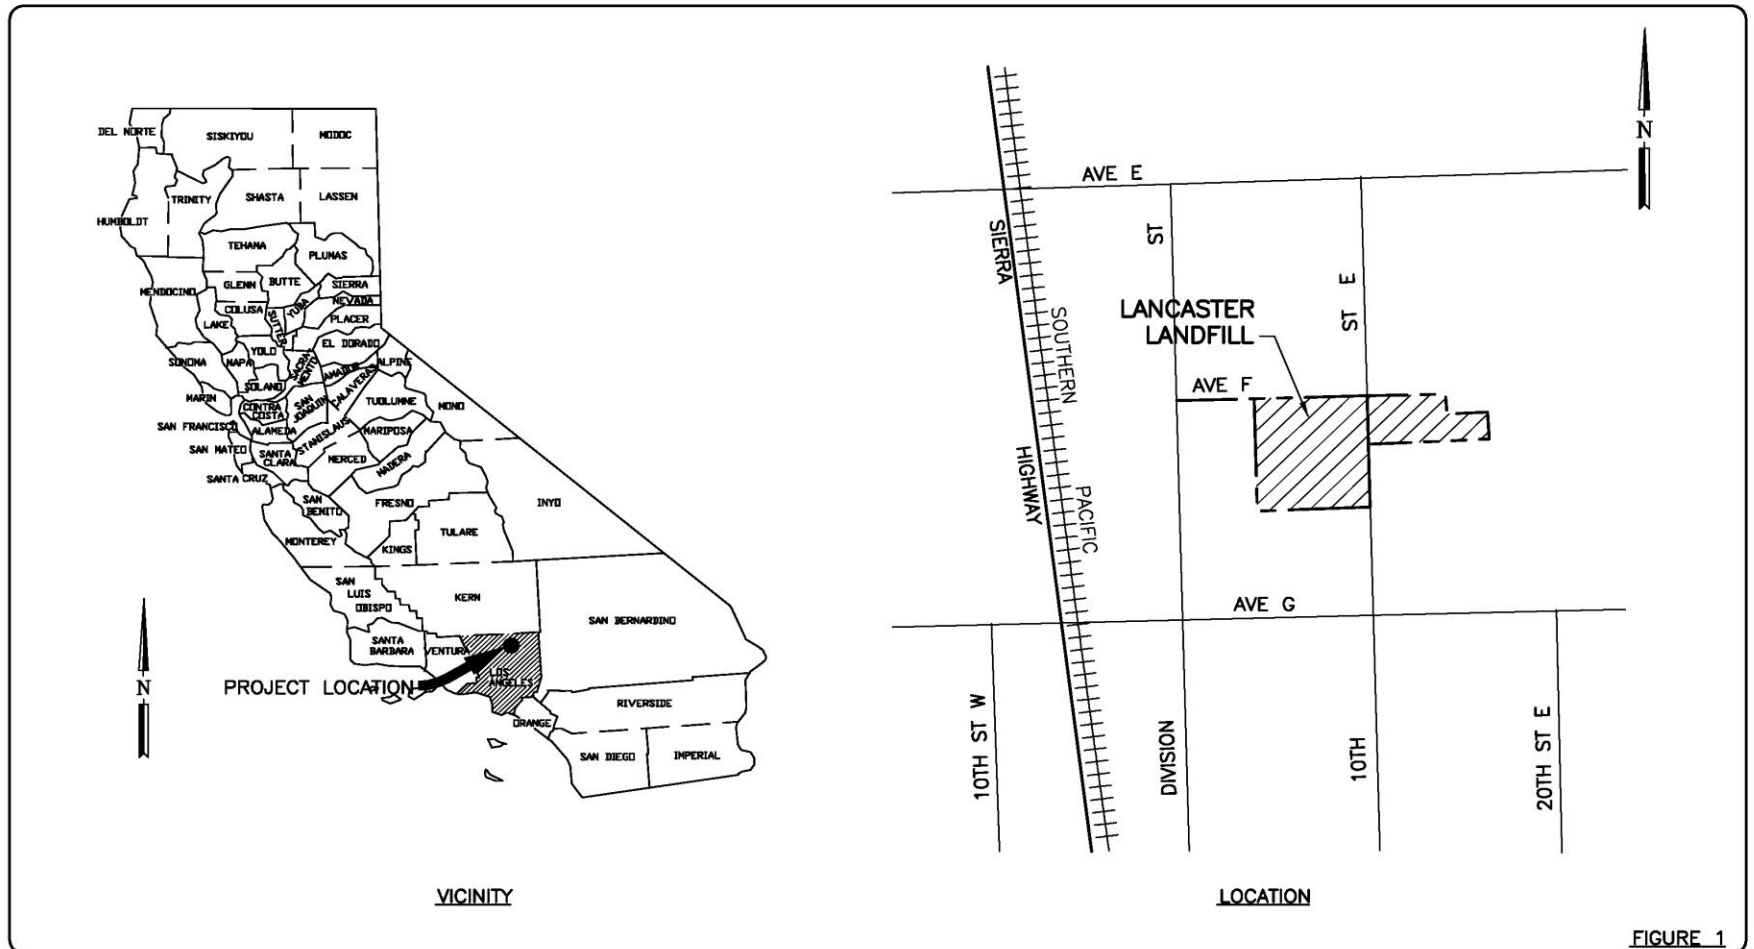 DEL NORTE
SISKIYOU
MODOC
TRINITY
SHASTA
LASSEN
HUMBOLDT
TEHAMA
PLUMAS
MENDOCINO
GLENN
BUTTE
SIERRA
NEVADA
COLUSA
YUBA
SUTTER
PLACER
LAKE
EL DORADO
SONOMA
NAPA
YOLO
SACRA-
MENTO
AMADOR
ALPINE
SOLANO
CALAVERAS
MARIN
CONTRA
COSTA
SAN
JOAQUIN
TUOLUMNE
MONO
SAN FRANCISCO
ALAMEDA
STANISLAUS
MARIPOSA
SAN MATEO
SANTA
CLARA
MERCED
MADERA
SANTA CRUZ
SAN
BENITO
FRESNO
INYO
MONTEREY
KINGS
TULARE
SAN
LUIS
OBISPO
KERN
SAN BERNARDINO
SANTA
BARBARA
VENTURA
LOS
ANGELES
PROJECT LOCATION
N
ORANGE
RIVERSIDE
SAN DIEGO
IMPERIAL
VICINITY
N
AVE E
SIERRA
HIGHWAY
SOUTHERN
PACIFIC
ST
ST E
LANCASTER
LANDFILL
AVE F
AVE G
10TH ST W
DIVISION
10TH
20TH ST E
LOCATION
FIGURE 1